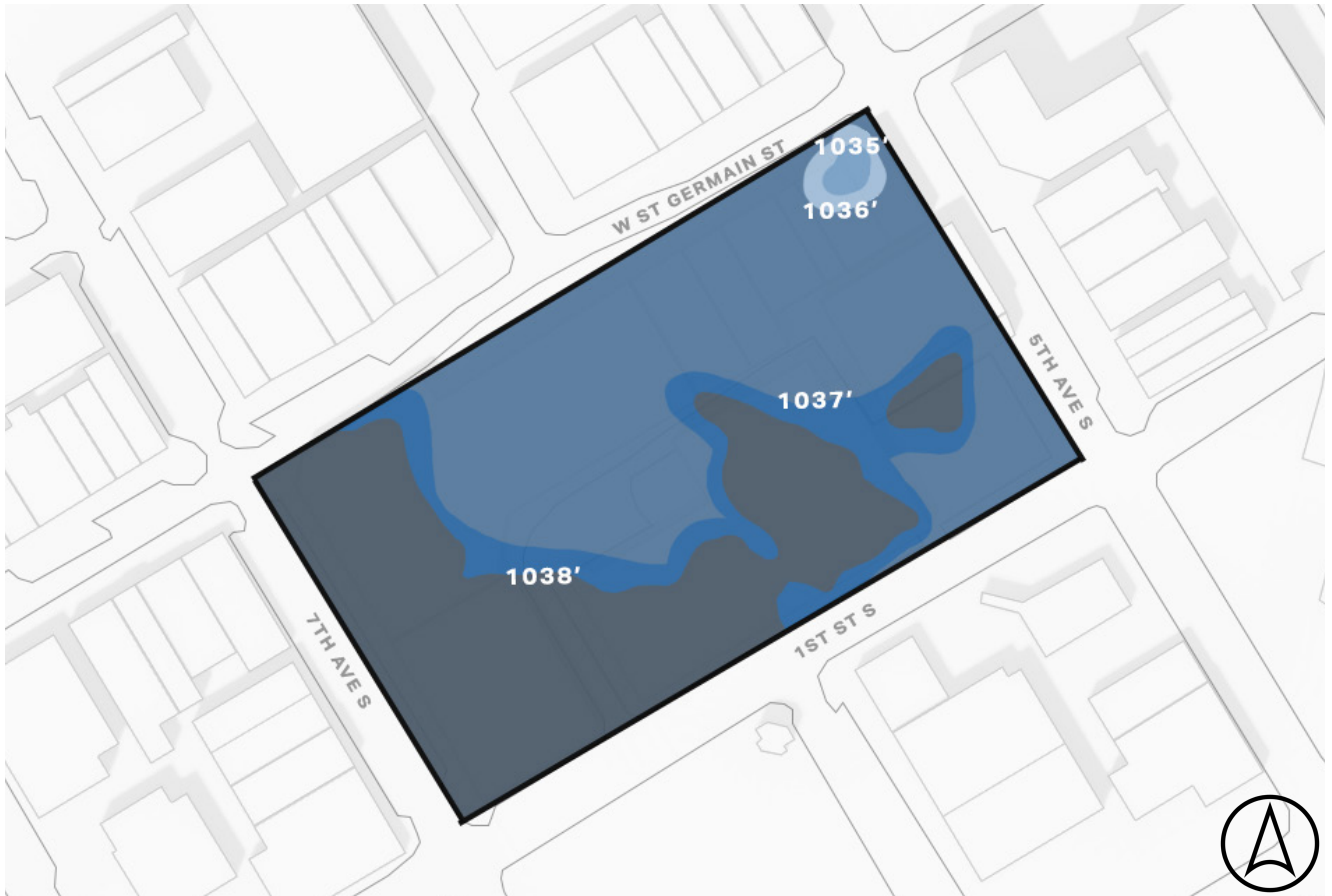 1035′
W ST GERMAIN ST
1036′
5TH AVE S
1037′
1038′
1ST ST S
7TH AVE S